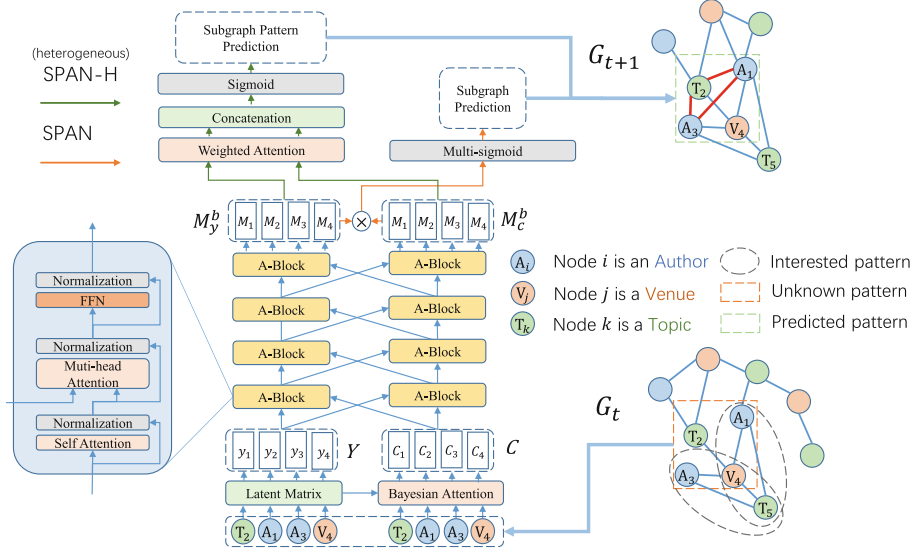 (heterogeneous)
SPAN-H
SPAN
Subgraph Pattern
Prediction
Sigmoid
Concatenation
Weighted Attention
Subgraph
Prediction
Multi-sigmoid
G_{t+1}
A_1
T_2
A_3
V_4
T_5
M_y^b
M_1 M_2 M_3 M_4
×
M_1 M_2 M_3 M_4
M_c^b
A-Block A-Block
A-Block A-Block
A-Block A-Block
A-Block A-Block
Normalization
FFN
Normalization
Muti-head
Attention
Normalization
Self Attention
y_1 y_2 y_3 y_4
Y
C_1 C_2 C_3 C_4
C
Latent Matrix
Bayesian Attention
T_2 A_1 A_3 V_4
T_2 A_1 A_3 V_4
A_i Node i is an Author
V_j Node j is a Venue
T_k Node k is a Topic
Interested pattern
Unknown pattern
Predicted pattern
G_t
A_1
T_2
A_3
V_4
T_5